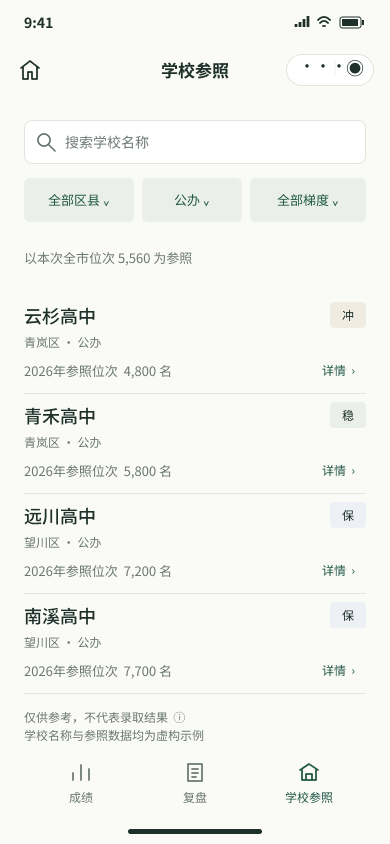 9:41
学校参照
搜索学校名称
全部区县 公办 全部梯度
以本次全市位次 5,560 为参照
云杉高中 冲
青岚区 · 公办
2026年参照位次 4,800 名 详情 ›
青禾高中 稳
青岚区 · 公办
2026年参照位次 5,800 名 详情 ›
远川高中 保
望川区 · 公办
2026年参照位次 7,200 名 详情 ›
南溪高中 保
望川区 · 公办
2026年参照位次 7,700 名 详情 ›
仅供参考，不代表录取结果 ⓘ
学校名称与参照数据均为虚构示例
成绩 复盘 学校参照